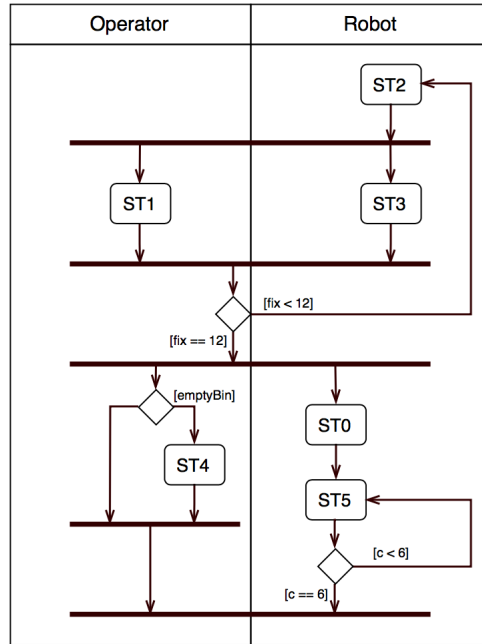 Operator
Robot
ST2
ST1
ST3
[fix < 12]
[fix == 12]
[emptyBin]
ST0
ST4
ST5
[c < 6]
[c == 6]